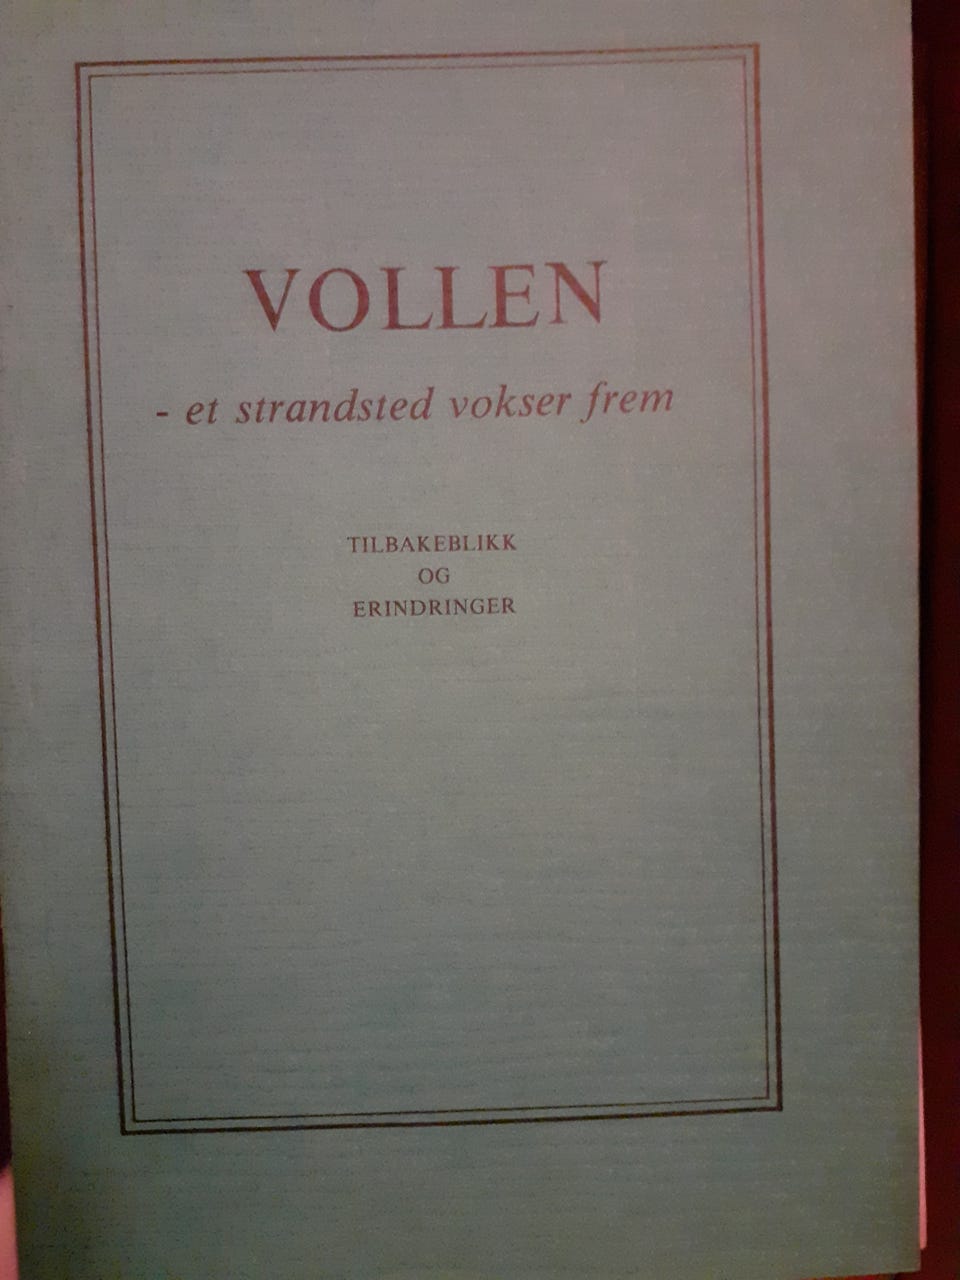 VOLLEN
- et strandsted vokser frem
TILBAKEBLIKK
OG
ERINDRINGER